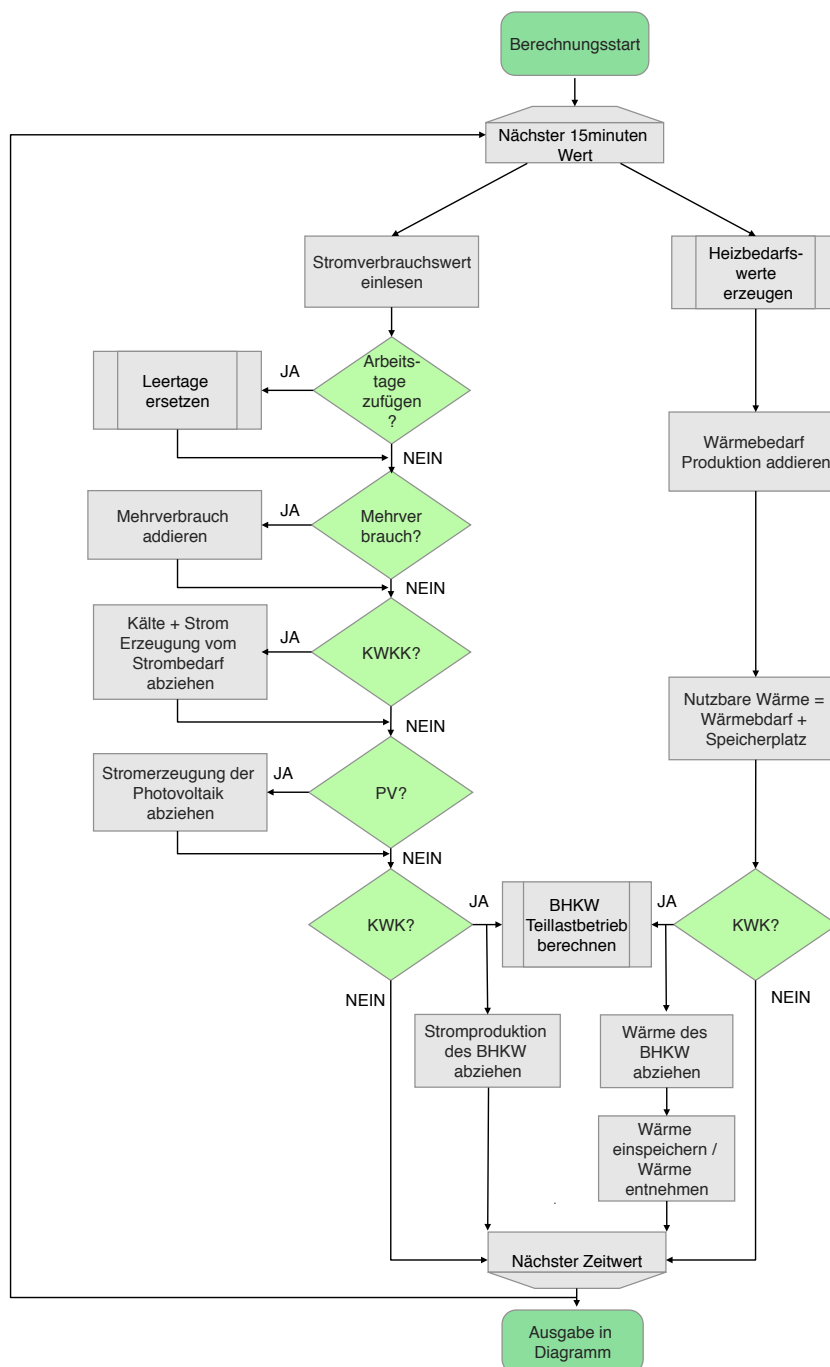 Berechnungsstart
Nächster 15minuten
Wert
Stromverbrauchswert
einlesen
Heizbedarfs-
werte
erzeugen
Arbeits-
tage
zufügen
?
JA
Leertage
ersetzen
NEIN
Wärmebedarf
Produktion addieren
Mehrver
brauch?
JA
Mehrverbrauch
addieren
NEIN
KWKK?
JA
Kälte + Strom
Erzeugung vom
Strombedarf
abziehen
NEIN
Nutzbare Wärme =
Wärmebdarf +
Speicherplatz
PV?
JA
Stromerzeugung der
Photovoltaik
abziehen
NEIN
KWK?
JA
BHKW
Teillastbetrieb
berechnen
JA
KWK?
NEIN
NEIN
Stromproduktion
des BHKW
abziehen
Wärme des
BHKW
abziehen
Wärme
einspeichern /
Wärme
entnehmen
Nächster Zeitwert
Ausgabe in
Diagramm